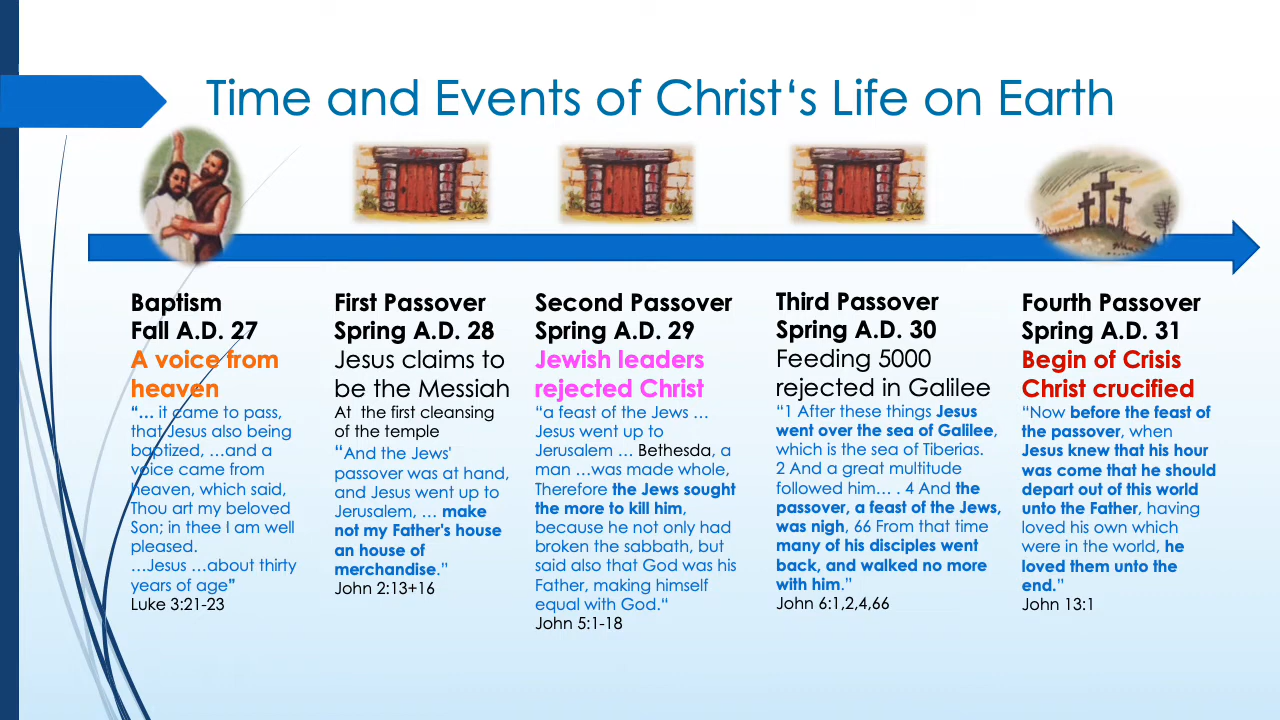 Time and Events of Christ‘s Life on Earth
Baptism
Fall A.D. 27
A voice from
heaven
“... it came to pass,
that Jesus also being
baptized, …and a
voice came from
heaven, which said,
Thou art my beloved
Son; in thee I am well
pleased.
…Jesus …about thirty
years of age”
Luke 3:21-23
First Passover
Spring A.D. 28
Jesus claims to
be the Messiah
At the first cleansing
of the temple
“And the Jews'
passover was at hand,
and Jesus went up to
Jerusalem, … make
not my Father's house
an house of
merchandise.”
John 2:13+16
Second Passover
Spring A.D. 29
Jewish leaders
rejected Christ
“a feast of the Jews …
Jesus went up to
Jerusalem … Bethesda, a
man …was made whole,
Therefore the Jews sought
the more to kill him,
because he not only had
broken the sabbath, but
said also that God was his
Father, making himself
equal with God.“
John 5:1-18
Third Passover
Spring A.D. 30
Feeding 5000
rejected in Galilee
“1 After these things Jesus
went over the sea of Galilee,
which is the sea of Tiberias.
2 And a great multitude
followed him… . 4 And the
passover, a feast of the Jews,
was nigh, 66 From that time
many of his disciples went
back, and walked no more
with him.”
John 6:1,2,4,66
Fourth Passover
Spring A.D. 31
Begin of Crisis
Christ crucified
“Now before the feast of
the passover, when
Jesus knew that his hour
was come that he should
depart out of this world
unto the Father, having
loved his own which
were in the world, he
loved them unto the
end.”
John 13:1